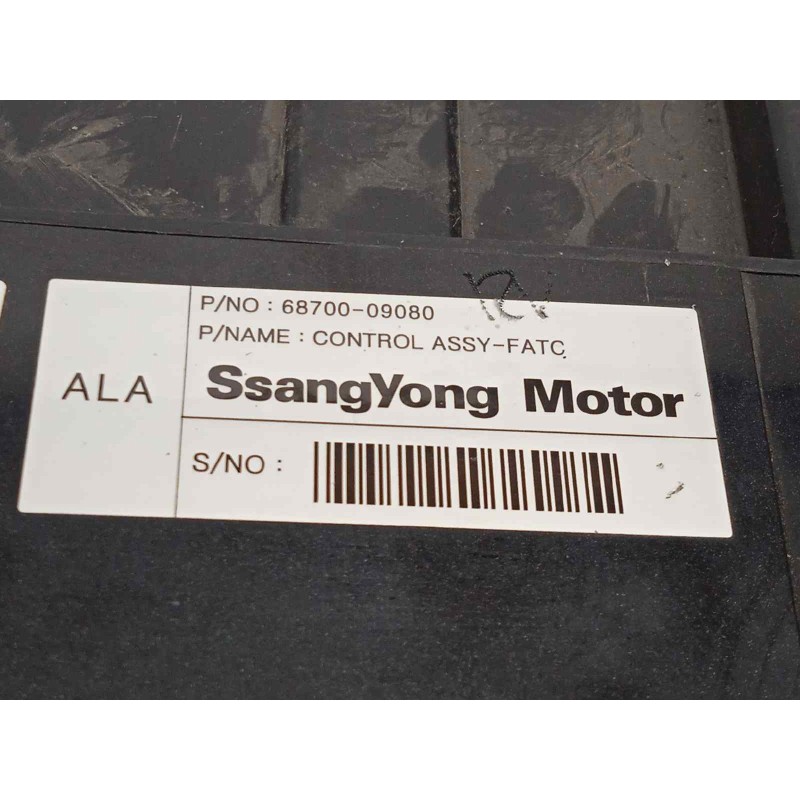 P/NO : 68700-09080
P/NAME : CONTROL ASSY-FATC
ALA
SsangYong Motor
S/NO :